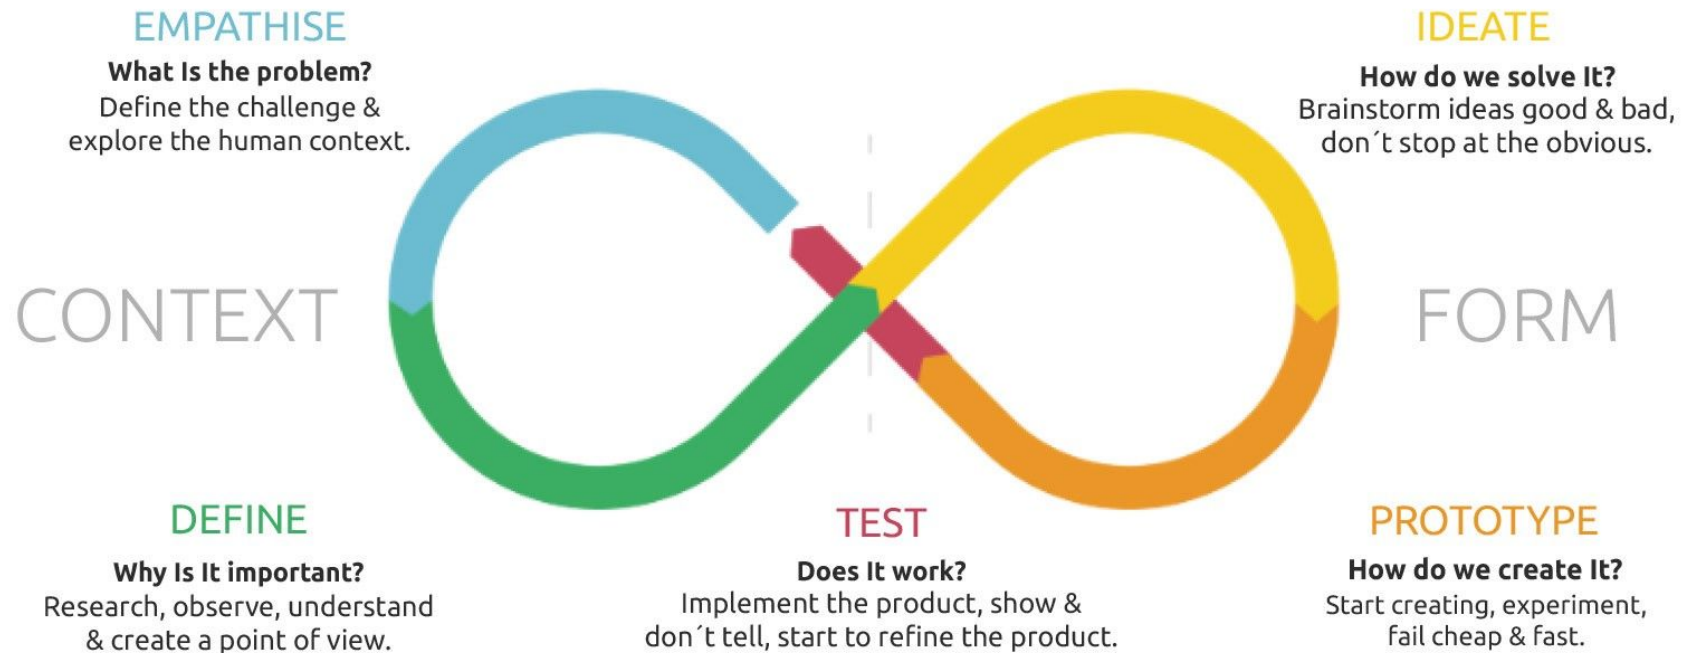 EMPATHISE
What Is the problem?
Define the challenge &
explore the human context.
IDEATE
How do we solve It?
Brainstorm ideas good & bad,
don´t stop at the obvious.
CONTEXT
FORM
DEFINE
Why Is It important?
Research, observe, understand
& create a point of view.
TEST
Does It work?
Implement the product, show &
don´t tell, start to refine the product.
PROTOTYPE
How do we create It?
Start creating, experiment,
fail cheap & fast.